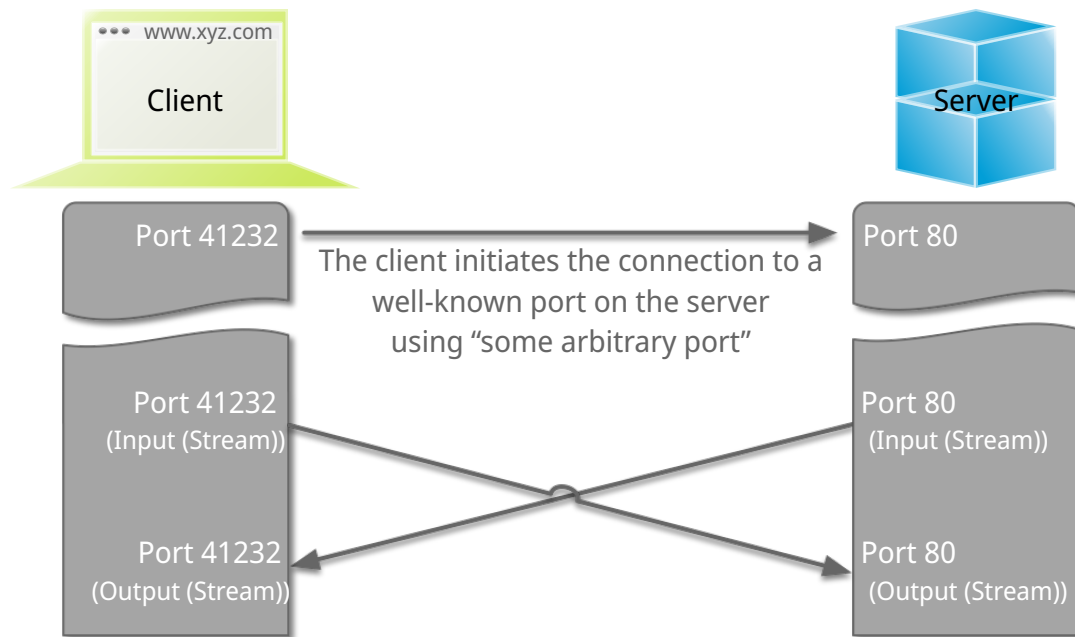 www.xyz.com
Client
Server
Port 41232
Port 80
The client initiates the connection to a
well-known port on the server
using “some arbitrary port”
Port 41232
(Input (Stream))
Port 80
(Input (Stream))
Port 41232
(Output (Stream))
Port 80
(Output (Stream))